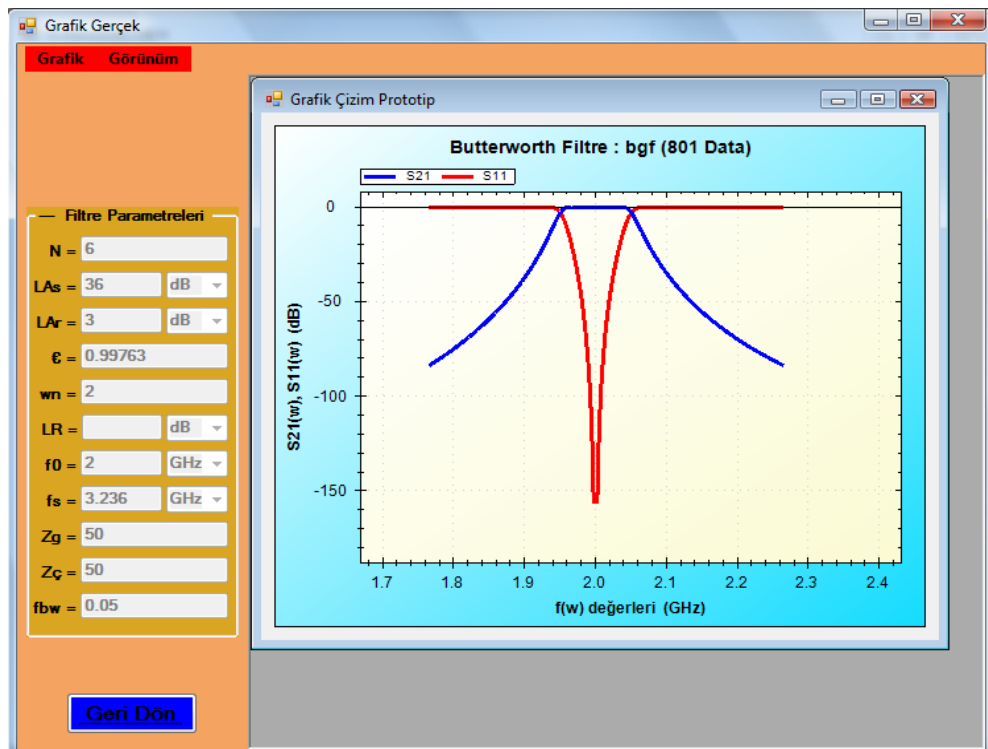 Grafik Gerçek
Grafik Görünüm
Grafik Çizim Prototip
Butterworth Filtre : bgf (801 Data)
S21 S11
0
-50
-100
-150
S21(w), S11(w) (dB)
1.7 1.8 1.9 2.0 2.1 2.2 2.3 2.4
f(w) değerleri (GHz)
Filtre Parametreleri
N = 6
LAs = 36 dB
LAr = 3 dB
€ = 0.99763
wn = 2
LR = dB
f0 = 2 GHz
fs = 3.236 GHz
Zg = 50
Zç = 50
fbw = 0.05
Geri Dön